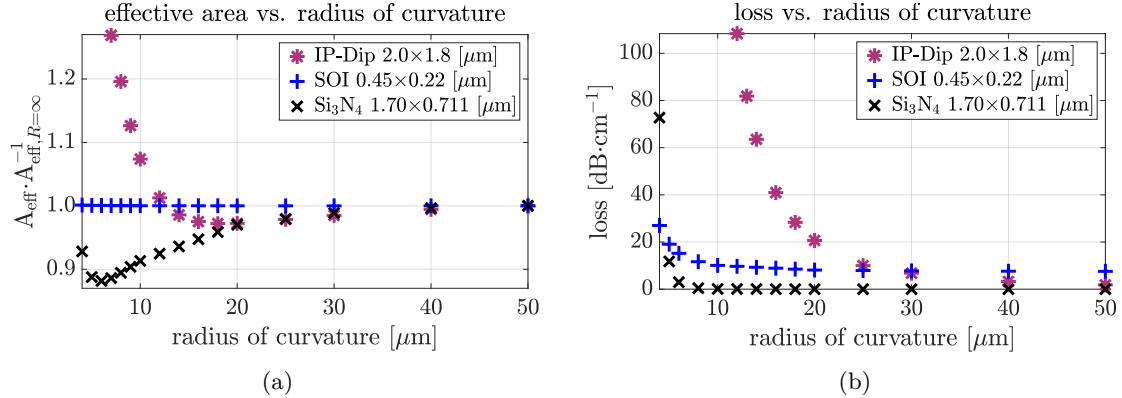 effective area vs. radius of curvature
IP-Dip 2.0×1.8 [μm]
SOI 0.45×0.22 [μm]
Si₃N₄ 1.70×0.711 [μm]
1.2
1.1
1.0
0.9
A_eff·A⁻¹_eff,R=∞
10 20 30 40 50
radius of curvature [μm]
(a)
loss vs. radius of curvature
IP-Dip 2.0×1.8 [μm]
SOI 0.45×0.22 [μm]
Si₃N₄ 1.70×0.711 [μm]
100
80
60
40
20
0
loss [dB·cm⁻¹]
10 20 30 40 50
radius of curvature [μm]
(b)